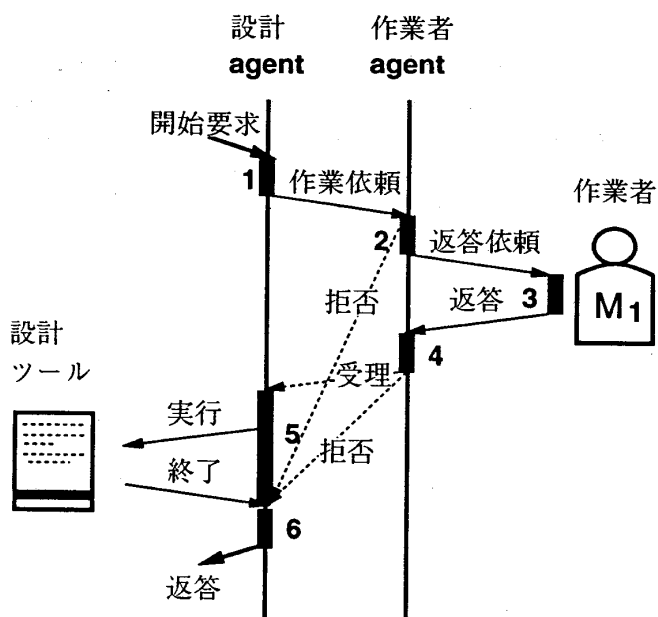 設計
agent
作業者
agent
開始要求
1
作業依頼
作業者
2
返答依頼
拒否
返答
3
M1
設計
ツール
4
受理
実行
5
拒否
終了
6
返答